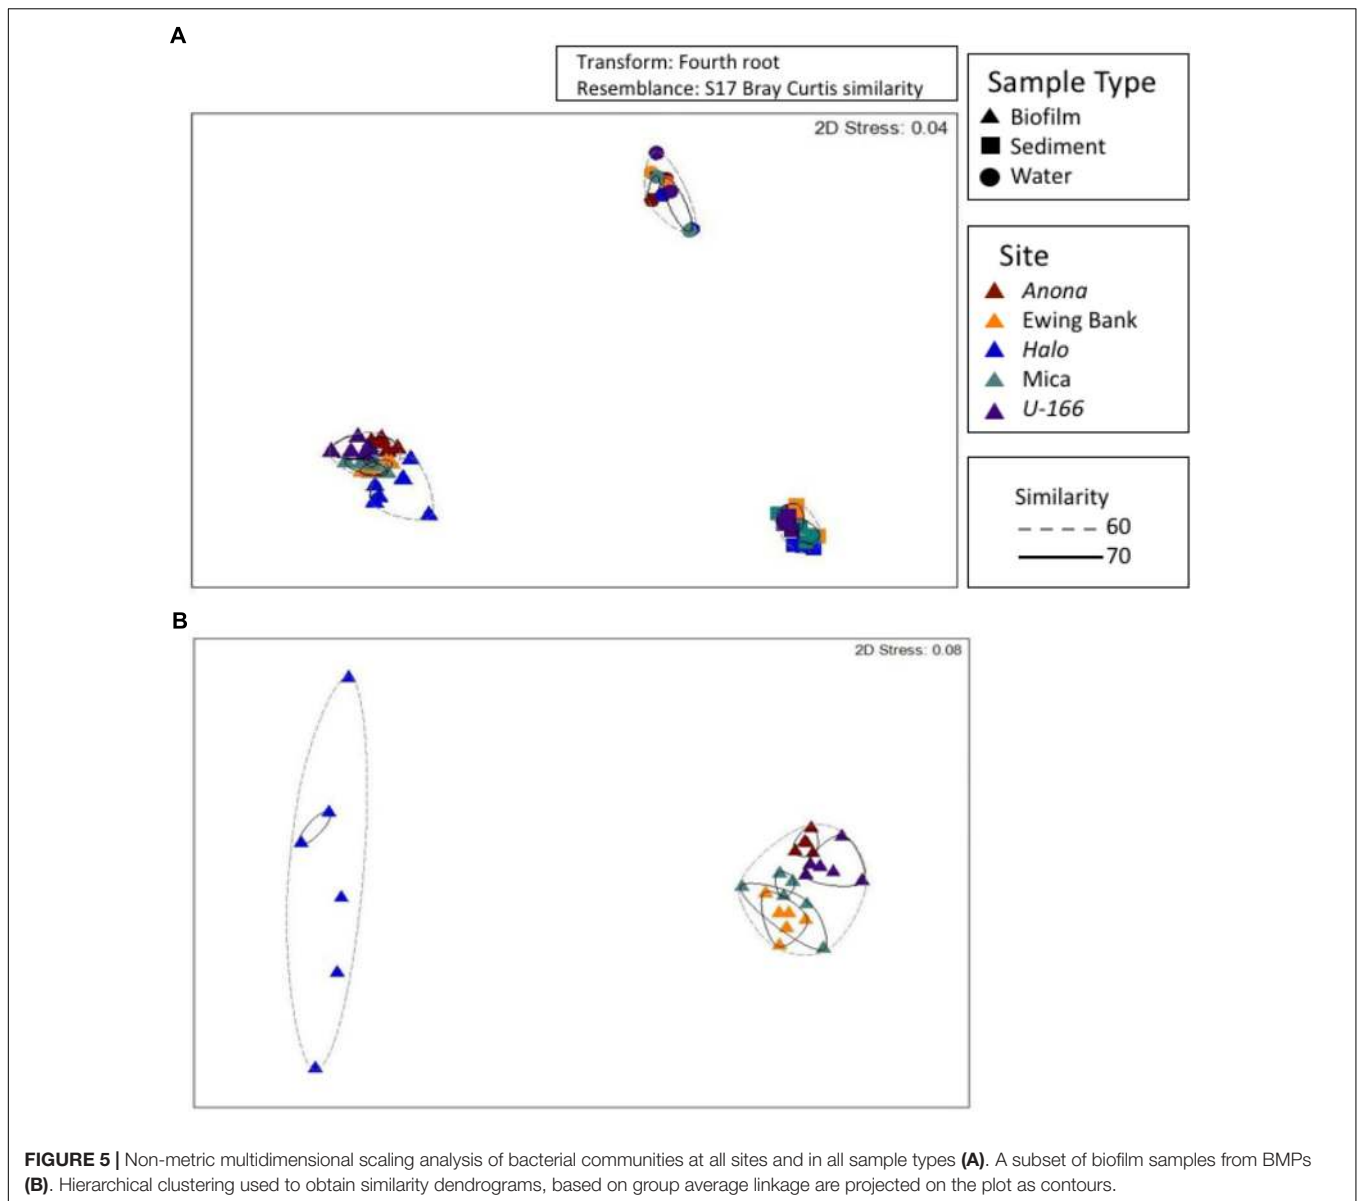 A
Transform: Fourth root
Resemblance: S17 Bray Curtis similarity
2D Stress: 0.04
Sample Type
Biofilm
Sediment
Water
Site
Anona
Ewing Bank
Halo
Mica
U-166
Similarity
60
70
B
2D Stress: 0.08
FIGURE 5 | Non-metric multidimensional scaling analysis of bacterial communities at all sites and in all sample types (A). A subset of biofilm samples from BMPs
(B). Hierarchical clustering used to obtain similarity dendrograms, based on group average linkage are projected on the plot as contours.